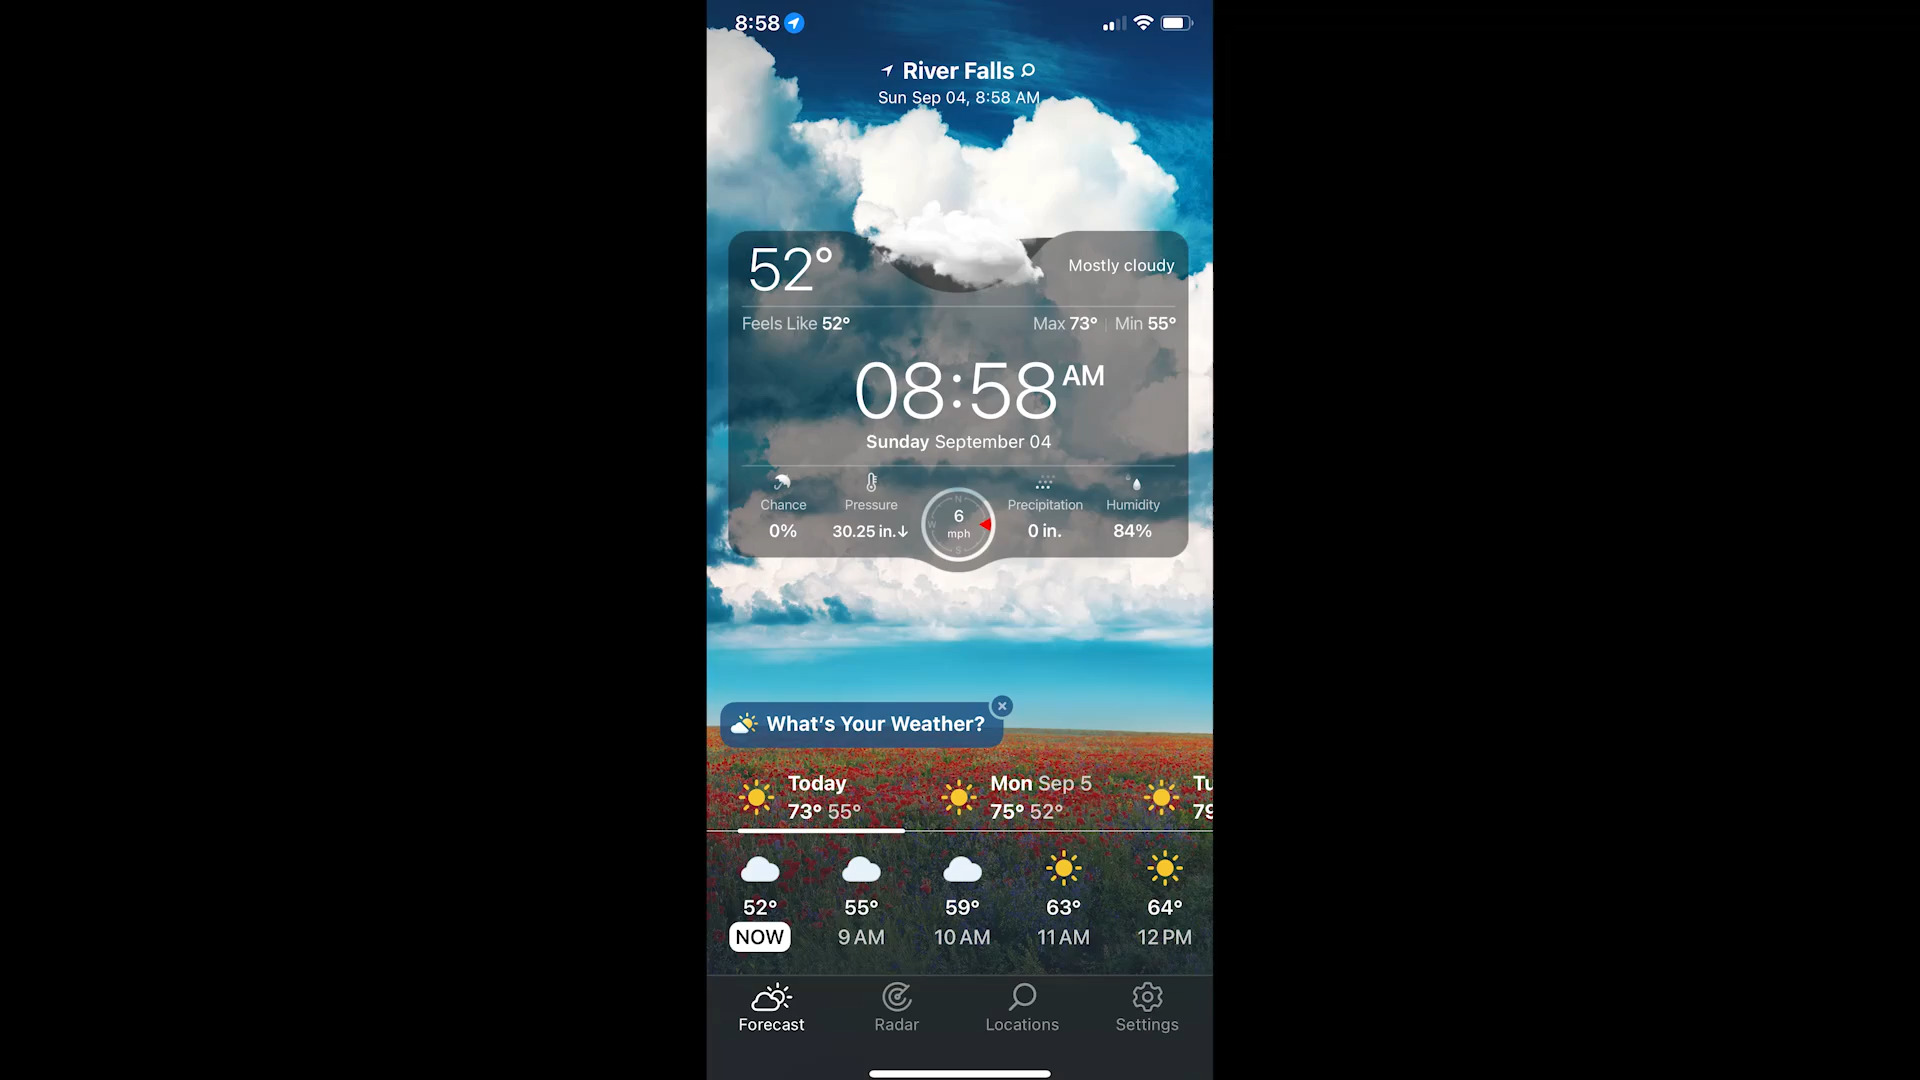 8:58
River Falls
Sun Sep 04, 8:58 AM
52°
Mostly cloudy
Feels Like 52°
Max 73° | Min 55°
08:58 AM
Sunday September 04
Chance
0%
Pressure
30.25 in.↓
N
W
6
mph
S
Precipitation
0 in.
Humidity
84%
What's Your Weather?
Today
73° 55°
Mon Sep 5
75° 52°
Tu
79
52° 55° 59° 63° 64°
NOW 9 AM 10 AM 11 AM 12 PM
Forecast Radar Locations Settings